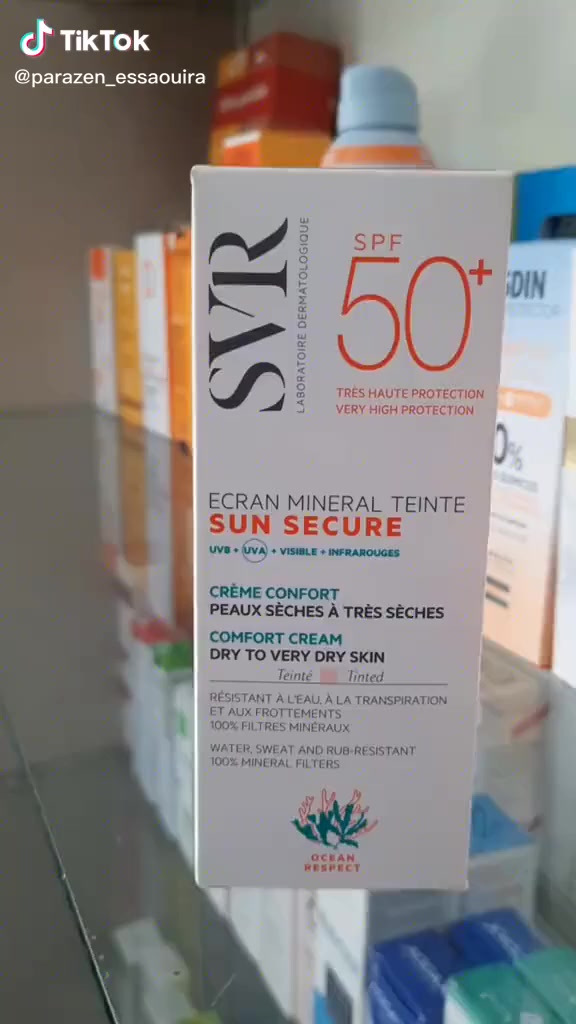 TikTok
@parazen_essaouira
SVR
LABORATOIRE DERMATOLOGIQUE
SPF
50+
TRÈS HAUTE PROTECTION
VERY HIGH PROTECTION
ECRAN MINERAL TEINTE
SUN SECURE
UVB + UVA + VISIBLE + INFRAROUGES
CRÈME CONFORT
PEAUX SÈCHES À TRÈS SÈCHES
COMFORT CREAM
DRY TO VERY DRY SKIN
Teinté Tinted
RÉSISTANT À L'EAU, À LA TRANSPIRATION
ET AUX FROTTEMENTS
100% FILTRES MINÉRAUX
WATER, SWEAT AND RUB-RESISTANT
100% MINERAL FILTERS
OCEAN
RESPECT